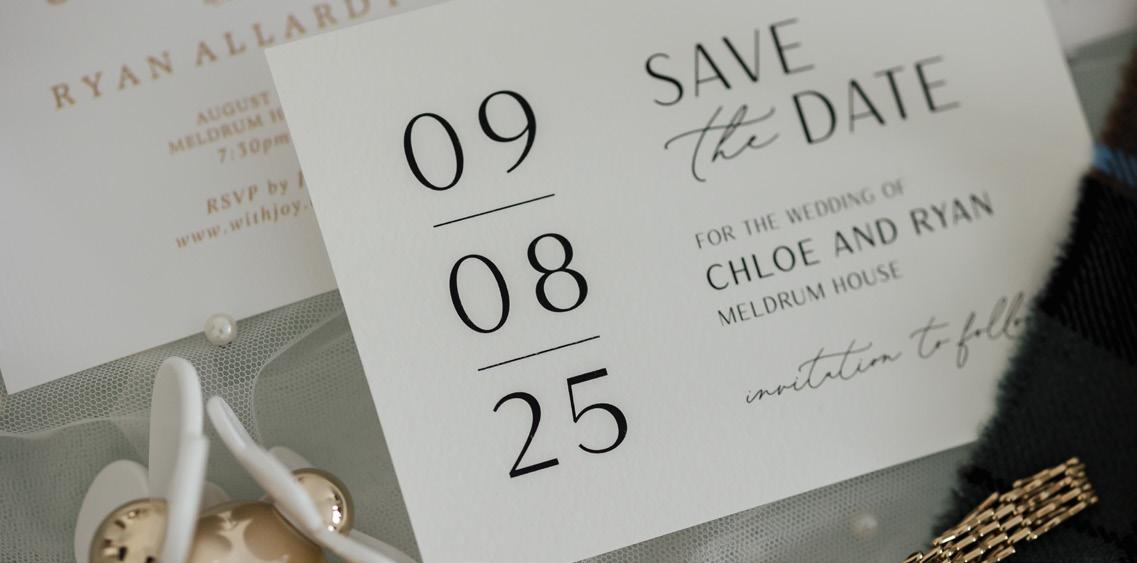 RYAN ALLARD
AUGUST
MELDRUM
7:30pm
RSVP by
www.withjoy.
09
08
25
SAVE
the DATE
FOR THE WEDDING OF
CHLOE AND RYAN
MELDRUM HOUSE
invitation to follo